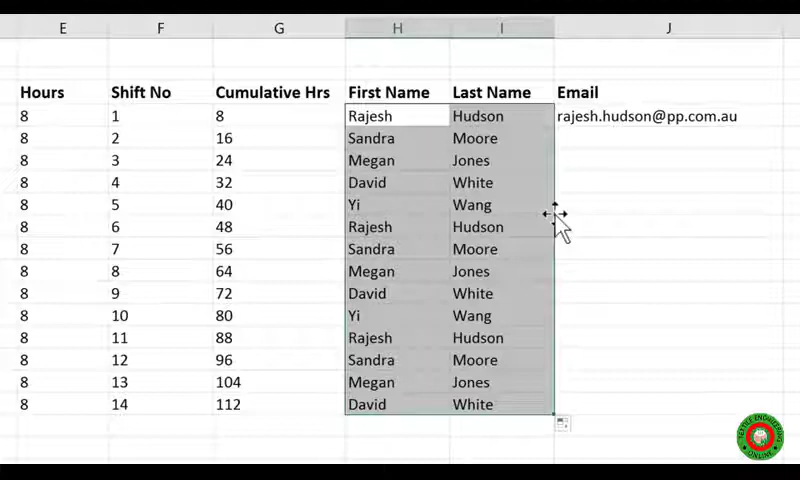 E F G H I J
Hours Shift No Cumulative Hrs First Name Last Name Email
8 1 8 Rajesh Hudson rajesh.hudson@pp.com.au
8 2 16 Sandra Moore
8 3 24 Megan Jones
8 4 32 David White
8 5 40 Yi Wang
8 6 48 Rajesh Hudson
8 7 56 Sandra Moore
8 8 64 Megan Jones
8 9 72 David White
8 10 80 Yi Wang
8 11 88 Rajesh Hudson
8 12 96 Sandra Moore
8 13 104 Megan Jones
8 14 112 David White
TEXTILE ENGINEERING
ONLINE